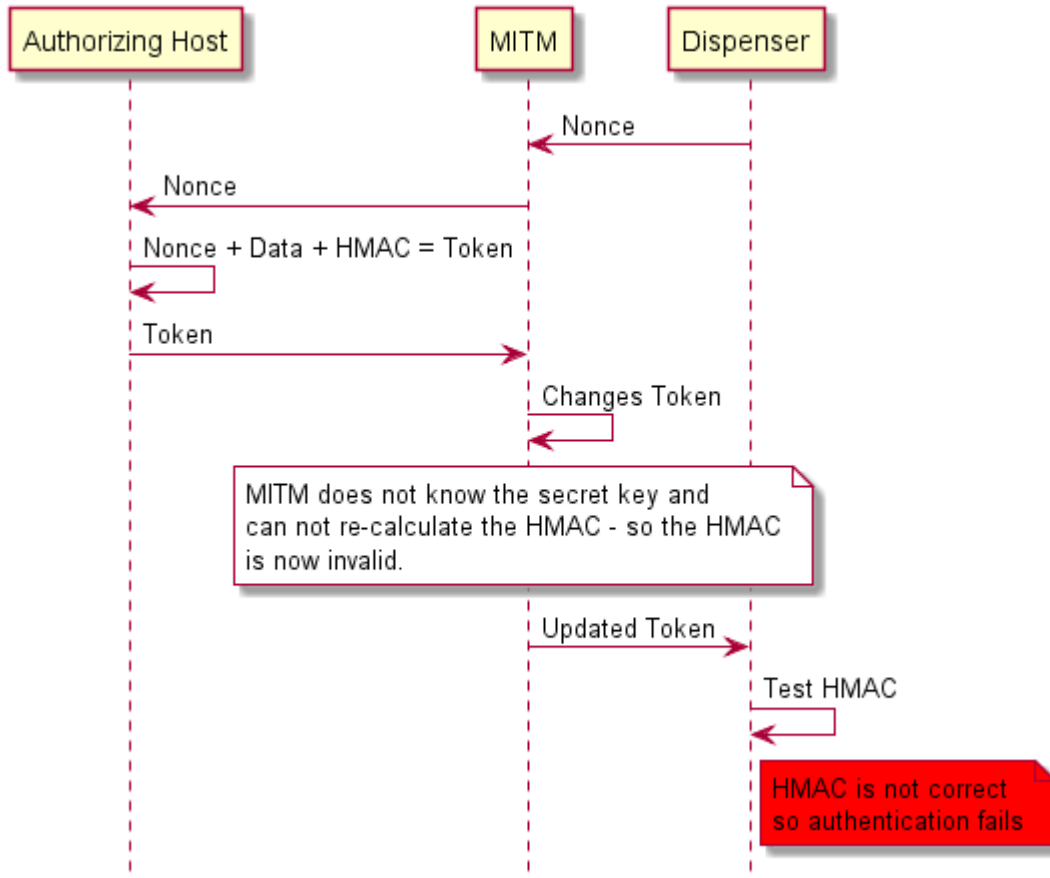 Authorizing Host
MITM
Dispenser
Nonce
Nonce
Nonce + Data + HMAC = Token
Token
Changes Token
MITM does not know the secret key and
can not re-calculate the HMAC - so the HMAC
is now invalid.
Updated Token
Test HMAC
HMAC is not correct
so authentication fails